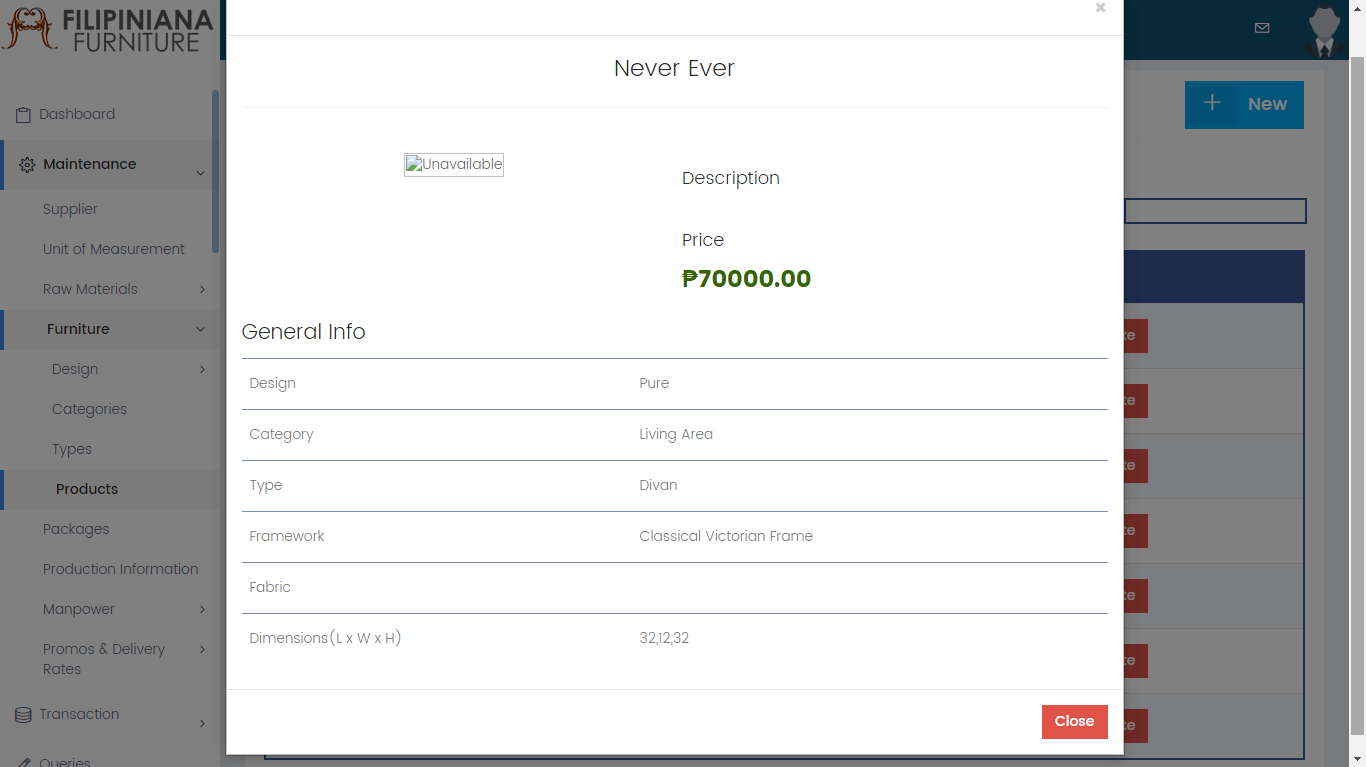 FILIPINIANA
FURNITURE
×
New
Dashboard
Maintenance
Supplier
Unit of Measurement
Raw Materials
Furniture
Design
Categories
Types
Products
Packages
Production Information
Manpower
Promos & Delivery
Rates
Transaction
Queries
Never Ever
Unavailable
Description
Price
₱70000.00
General Info
Design Pure
Category Living Area
Type Divan
Framework Classical Victorian Frame
Fabric
Dimensions(L x W x H) 32,12,32
Close